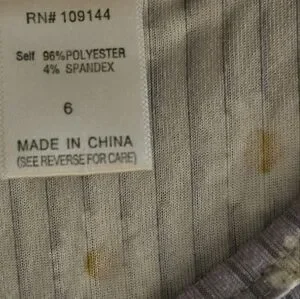 RN# 109144
Self 96%POLYESTER
4% SPANDEX
6
MADE IN CHINA
(SEE REVERSE FOR CARE)